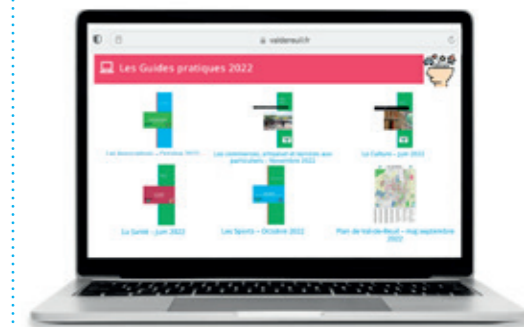 valdereuil.fr
Les Guides pratiques 2022
Les Associations - Octobre 2022
Les commerces, artisanat et services aux
particuliers - Novembre 2022
La Culture - juin 2022
La Santé - juin 2022
Les Sports - Octobre 2022
Plan de Val-de-Reuil - maj septembre
2022